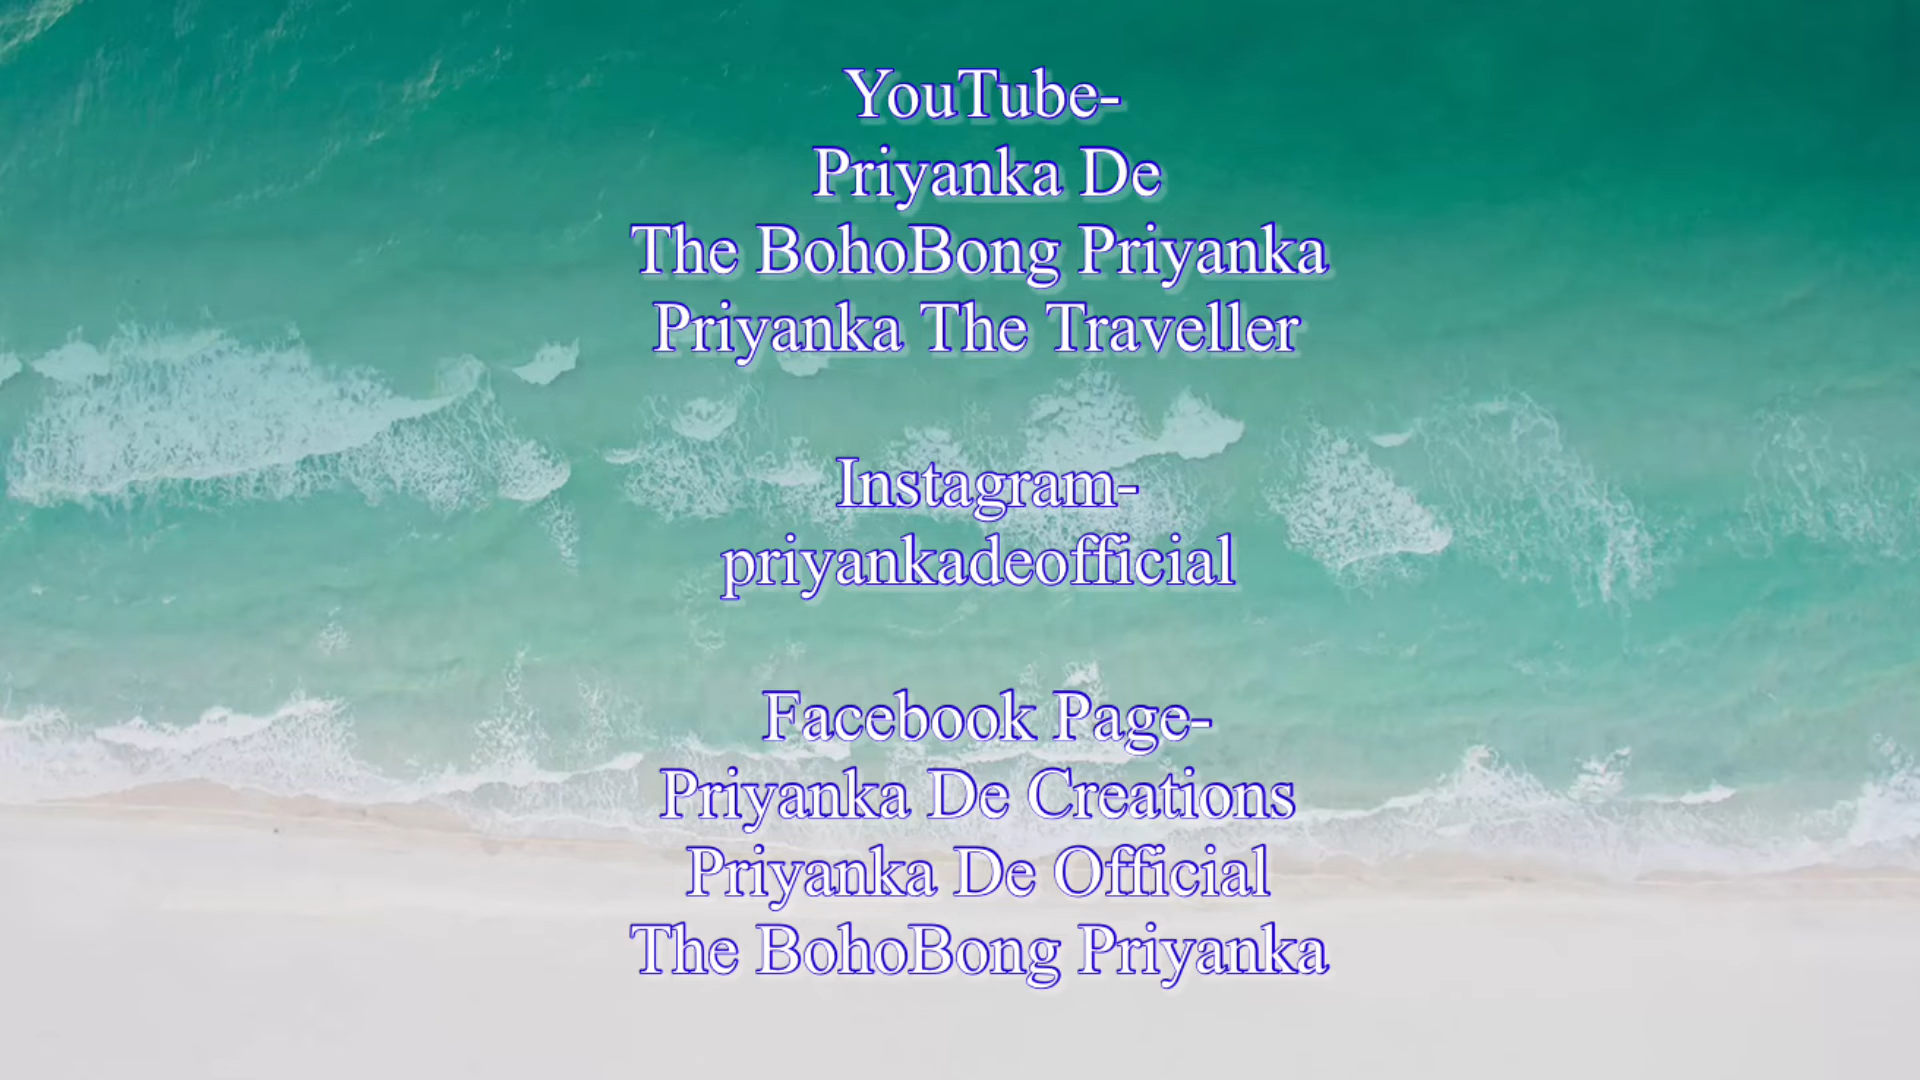 YouTube-
Priyanka De
The BohoBong Priyanka
Priyanka The Traveller
Instagram-
priyankadeofficial
Facebook Page-
Priyanka De Creations
Priyanka De Official
The BohoBong Priyanka